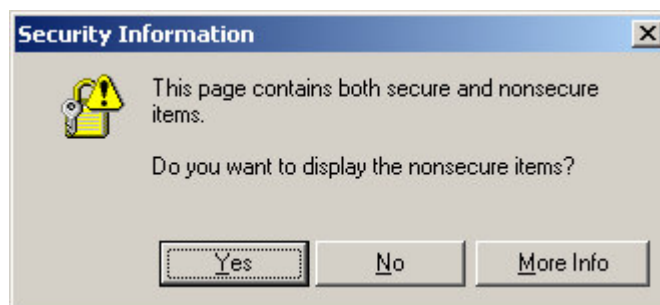 Security Information
This page contains both secure and nonsecure
items.
Do you want to display the nonsecure items?
Yes
No
More Info